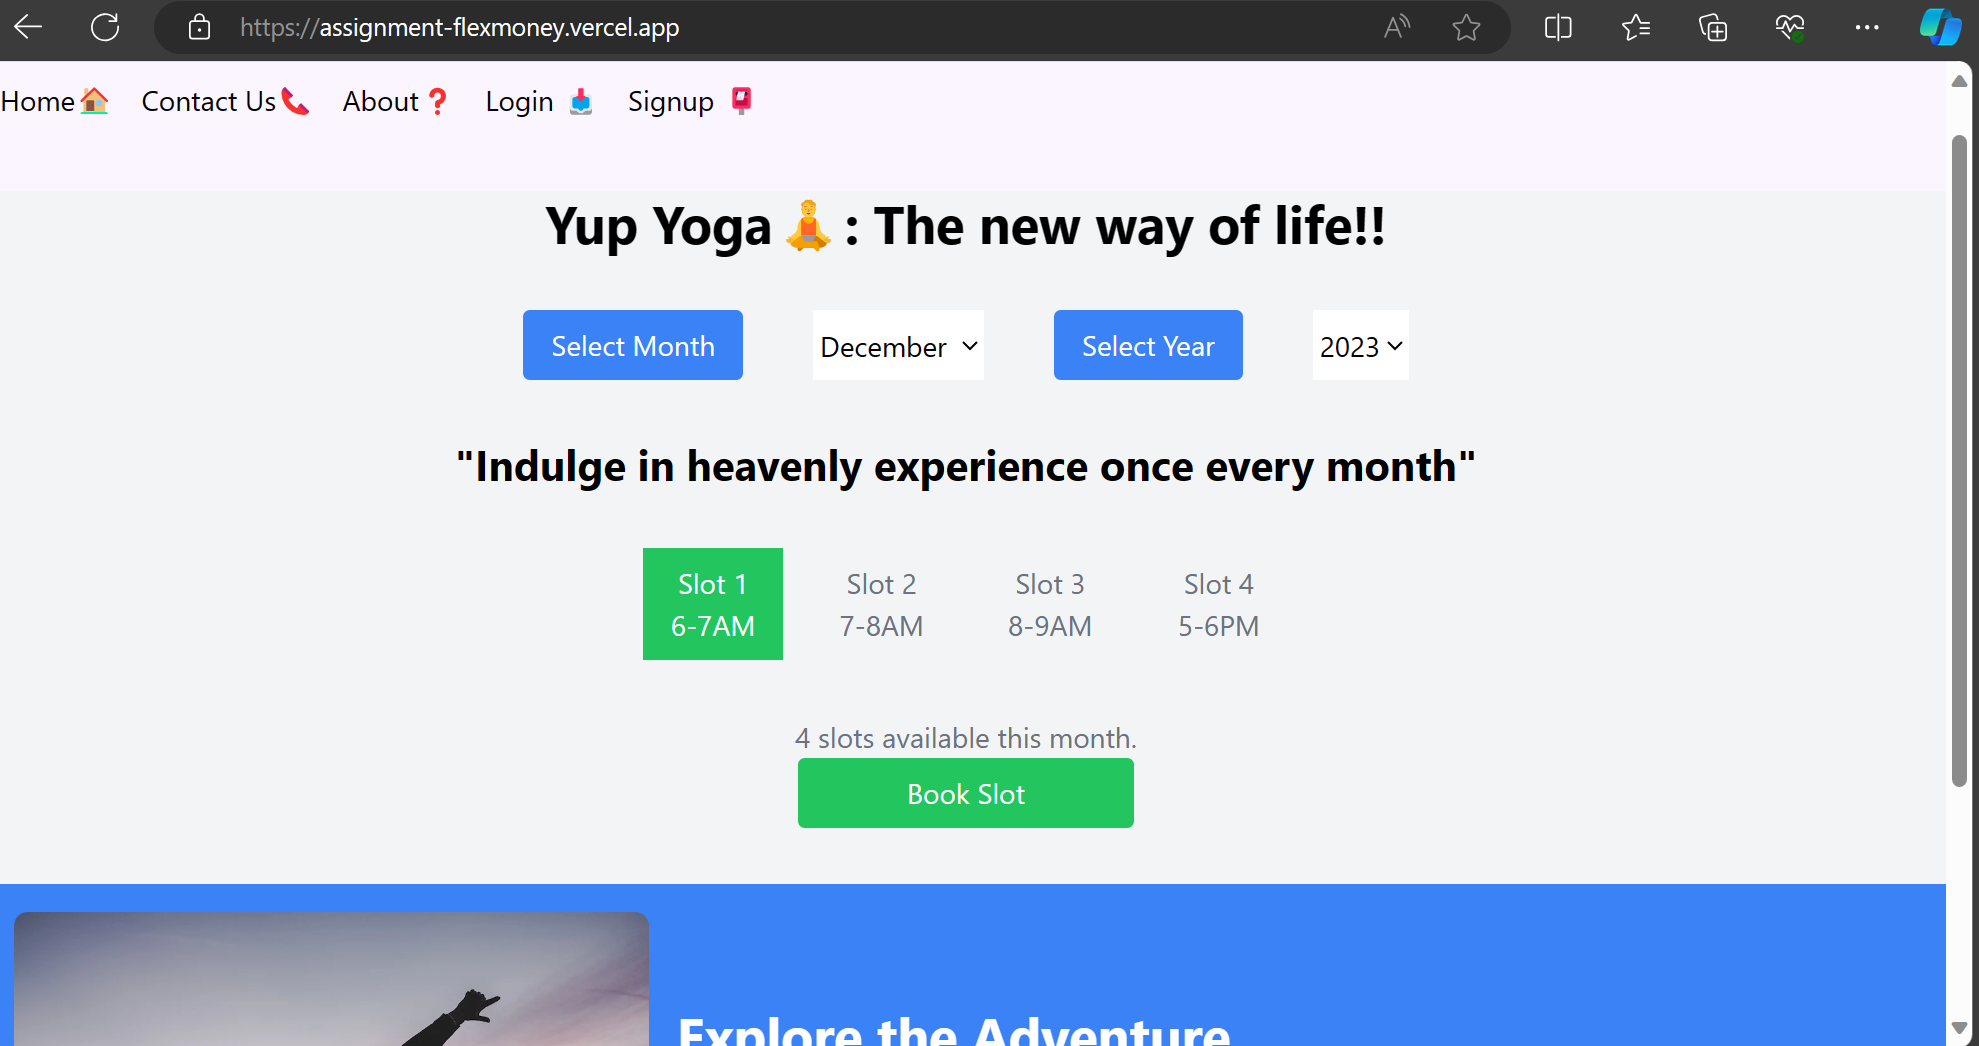 https://assignment-flexmoney.vercel.app
Home Contact Us About Login Signup
Yup Yoga : The new way of life!!
Select Month December Select Year 2023
"Indulge in heavenly experience once every month"
Slot 1 Slot 2 Slot 3 Slot 4
6-7AM 7-8AM 8-9AM 5-6PM
4 slots available this month.
Book Slot
Explore the Adventure